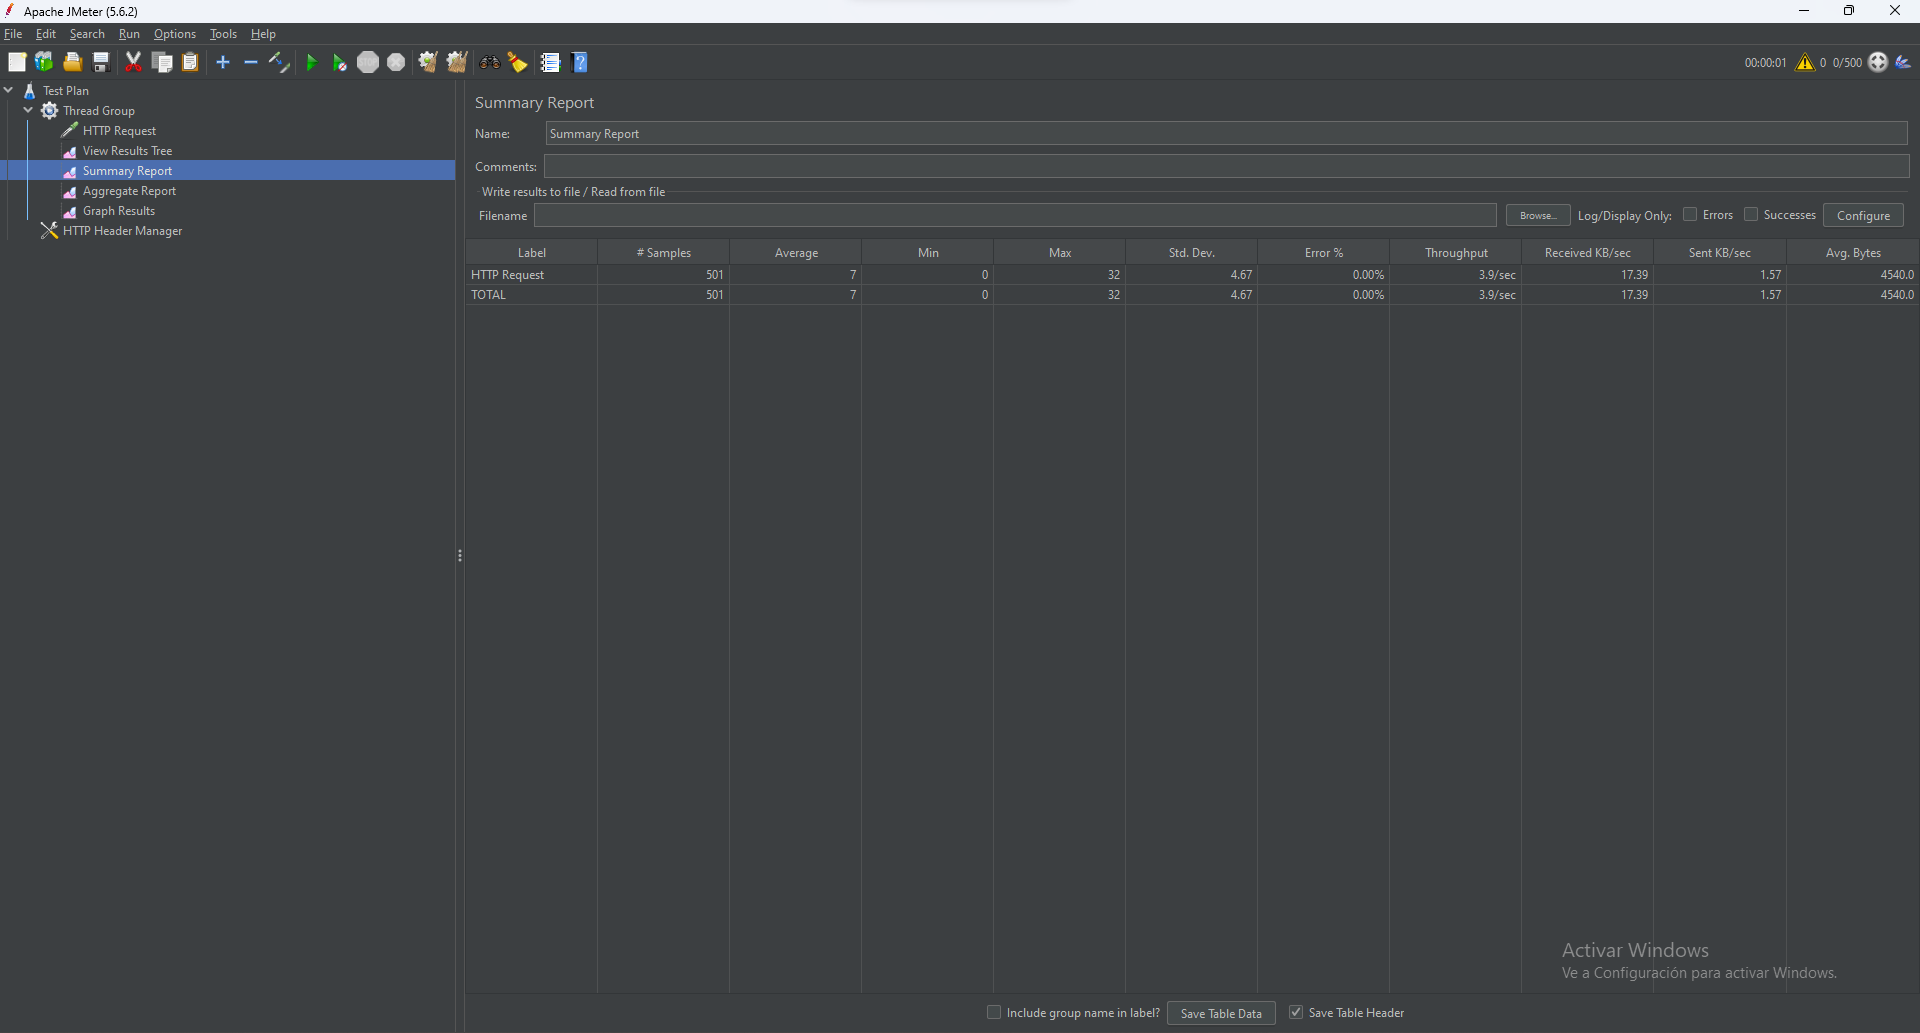 Apache JMeter (5.6.2)
File Edit Search Run Options Tools Help
STOP
00:00:01 0 0/500
Test Plan
Thread Group
HTTP Request
View Results Tree
Summary Report
Aggregate Report
Graph Results
HTTP Header Manager
Summary Report
Name: Summary Report
Comments:
Write results to file / Read from file
Filename Browse... Log/Display Only: Errors Successes Configure
Label # Samples Average Min Max Std. Dev. Error % Throughput Received KB/sec Sent KB/sec Avg. Bytes
HTTP Request 501 7 0 32 4.67 0.00% 3.9/sec 17.39 1.57 4540.0
TOTAL 501 7 0 32 4.67 0.00% 3.9/sec 17.39 1.57 4540.0
Activar Windows
Ve a Configuración para activar Windows.
Include group name in label? Save Table Data Save Table Header